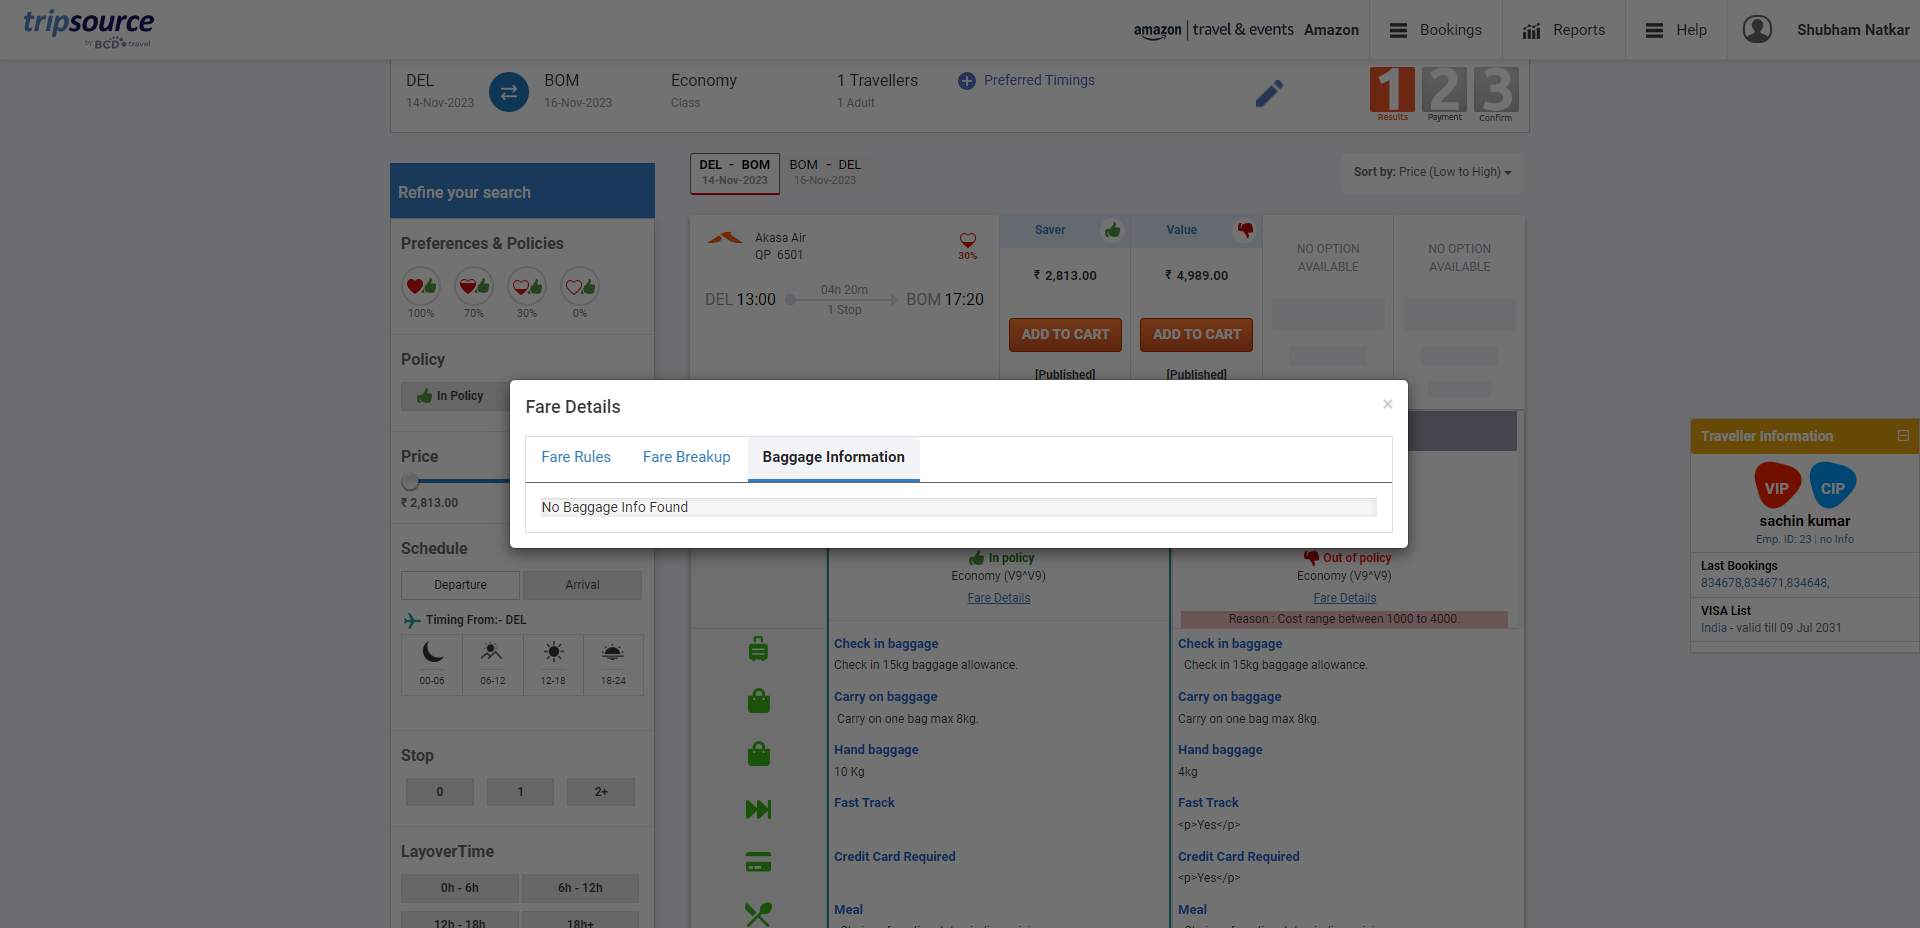 tripsource
by BCD travel
amazon | travel & events Amazon
Bookings
Reports
Help
Shubham Natkar
DEL
14-Nov-2023
BOM
16-Nov-2023
Economy
Class
1 Travellers
1 Adult
Preferred Timings
1 2 3
Results Payment Confirm
Refine your search
Preferences & Policies
100% 70% 30% 0%
Policy
In Policy
Price
₹ 2,813.00
Schedule
Departure Arrival
Timing From:- DEL
00-06 06-12 12-18 18-24
Stop
0 1 2+
LayoverTime
0h - 6h 6h - 12h
12h - 18h 18h+
DEL - BOM
14-Nov-2023
BOM - DEL
16-Nov-2023
Sort by: Price (Low to High)
Akasa Air
QP 6501
30%
DEL 13:00
04h 20m
1 Stop
BOM 17:20
Saver
₹ 2,813.00
ADD TO CART
[Published]
Value
₹ 4,989.00
ADD TO CART
[Published]
NO OPTION
AVAILABLE
NO OPTION
AVAILABLE
Fare Details
×
Fare Rules Fare Breakup Baggage Information
No Baggage Info Found
In policy
Economy (V9^V9)
Fare Details
Out of policy
Economy (V9^V9)
Fare Details
Reason : Cost range between 1000 to 4000.
Check in baggage
Check in 15kg baggage allowance.
Check in baggage
Check in 15kg baggage allowance.
Carry on baggage
Carry on one bag max 8kg.
Carry on baggage
Carry on one bag max 8kg.
Hand baggage
10 Kg
Hand baggage
4kg
Fast Track
Fast Track
<p>Yes</p>
Credit Card Required
Credit Card Required
<p>Yes</p>
Meal
Meal
Traveller Information
VIP CIP
sachin kumar
Emp. ID: 23 | no Info
Last Bookings
834678,834671,834648,
VISA List
India - valid till 09 Jul 2031